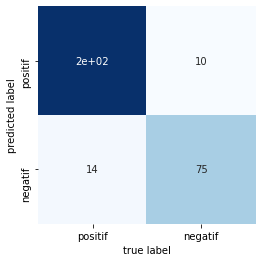 positif
2e+02
10
predicted label
negatif
14
75
positif
negatif
true label